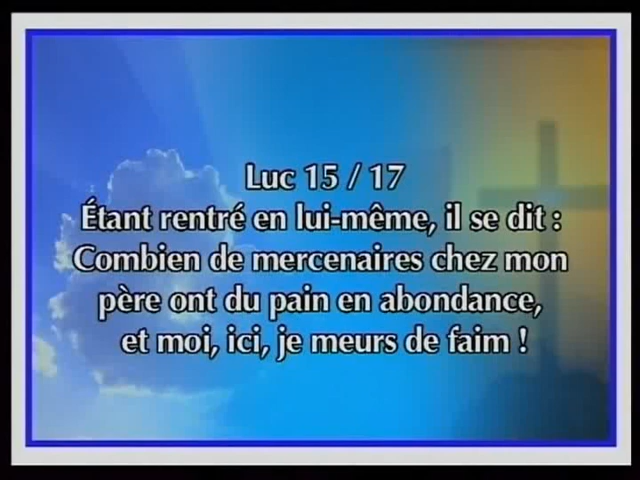 Luc 15 / 17
Étant rentré en lui-même, il se dit :
Combien de mercenaires chez mon
père ont du pain en abondance,
et moi, ici, je meurs de faim !